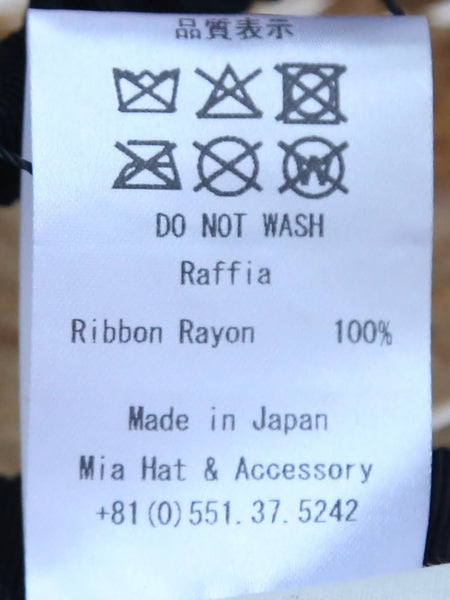 品質表示
W
DO NOT WASH
Raffia
Ribbon Rayon 100%
Made in Japan
Mia Hat & Accessory
+81(0)551.37.5242